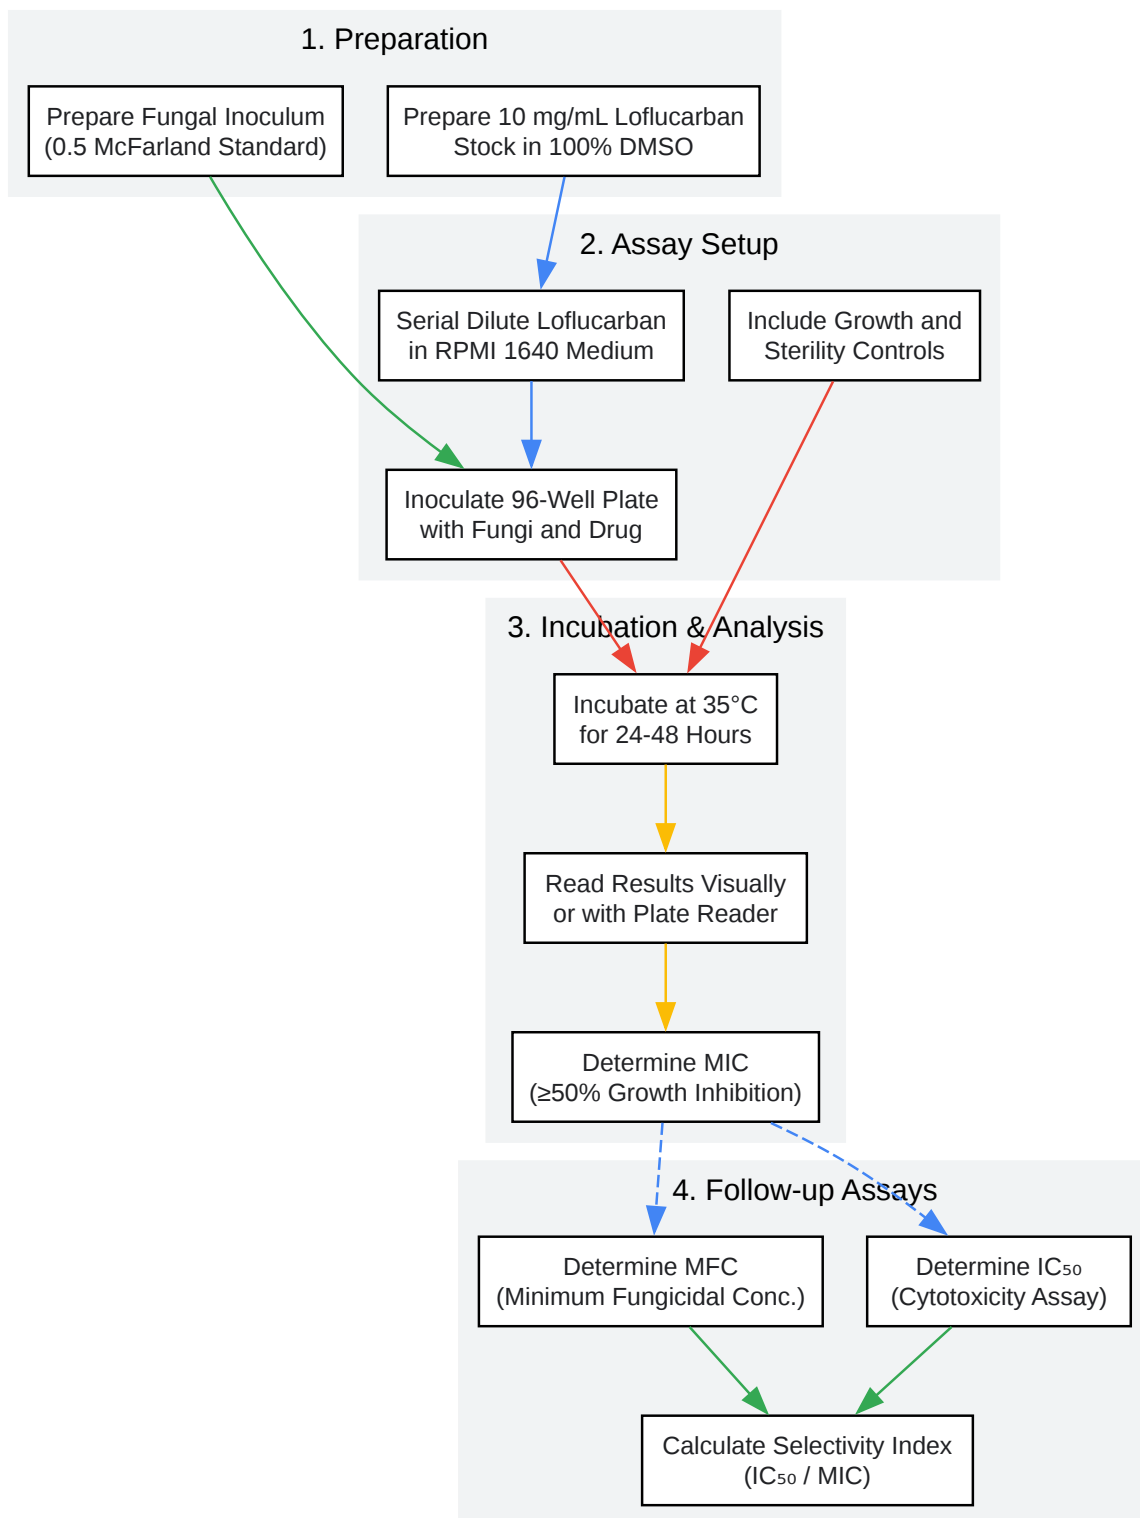 1. Preparation
Prepare Fungal Inoculum
(0.5 McFarland Standard)
Prepare 10 mg/mL Loflucarban
Stock in 100% DMSO
2. Assay Setup
Serial Dilute Loflucarban
in RPMI 1640 Medium
Include Growth and
Sterility Controls
Inoculate 96-Well Plate
with Fungi and Drug
3. Incubation & Analysis
Incubate at 35°C
for 24-48 Hours
Read Results Visually
or with Plate Reader
Determine MIC
(≥50% Growth Inhibition)
4. Follow-up Assays
Determine MFC
(Minimum Fungicidal Conc.)
Determine IC₅₀
(Cytotoxicity Assay)
Calculate Selectivity Index
(IC₅₀ / MIC)